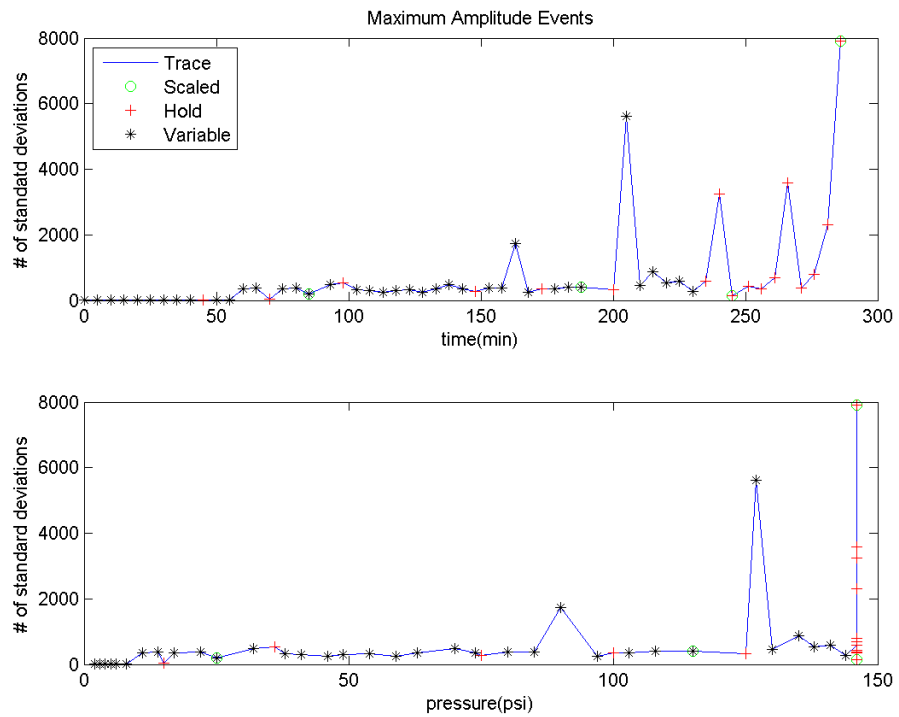 Maximum Amplitude Events
8000
6000
4000
2000
0
# of standatd deviations
Trace
Scaled
Hold
Variable
0 50 100 150 200 250 300
time(min)
8000
6000
4000
2000
0
# of standard deviations
0 50 100 150
pressure(psi)